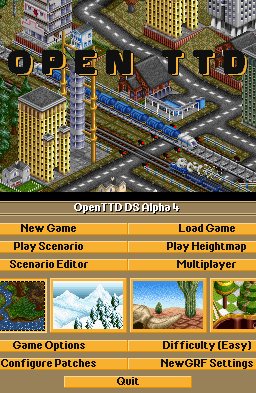 OPEN TTD
OpenTTD DS Alpha 4
New Game
Load Game
Play Scenario
Play Heightmap
Scenario Editor
Multiplayer
Game Options
Difficulty (Easy)
Configure Patches
NewGRF Settings
Quit